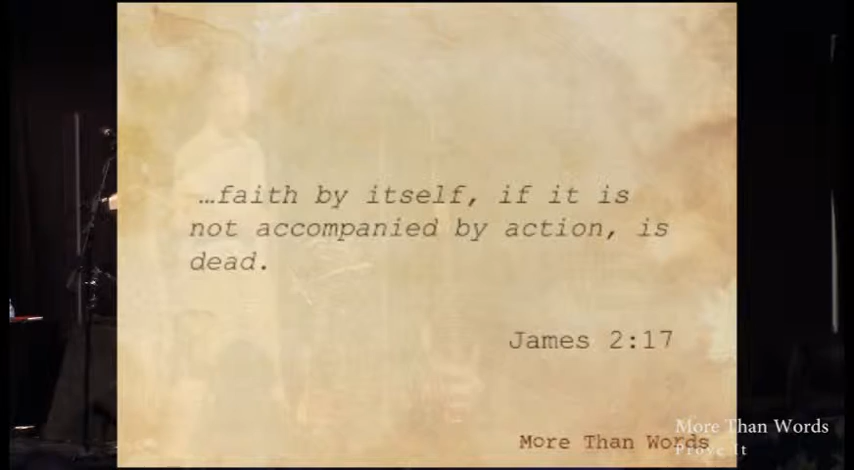 …faith by itself, if it is
not accompanied by action, is
dead.
James 2:17
More Than Words
More Than Words
Prove It